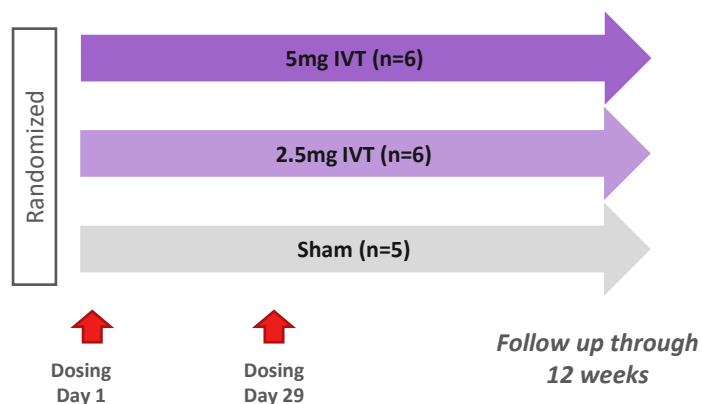 Randomized
5mg IVT (n=6)
2.5mg IVT (n=6)
Sham (n=5)
Dosing
Day 1
Dosing
Day 29
Follow up through
12 weeks